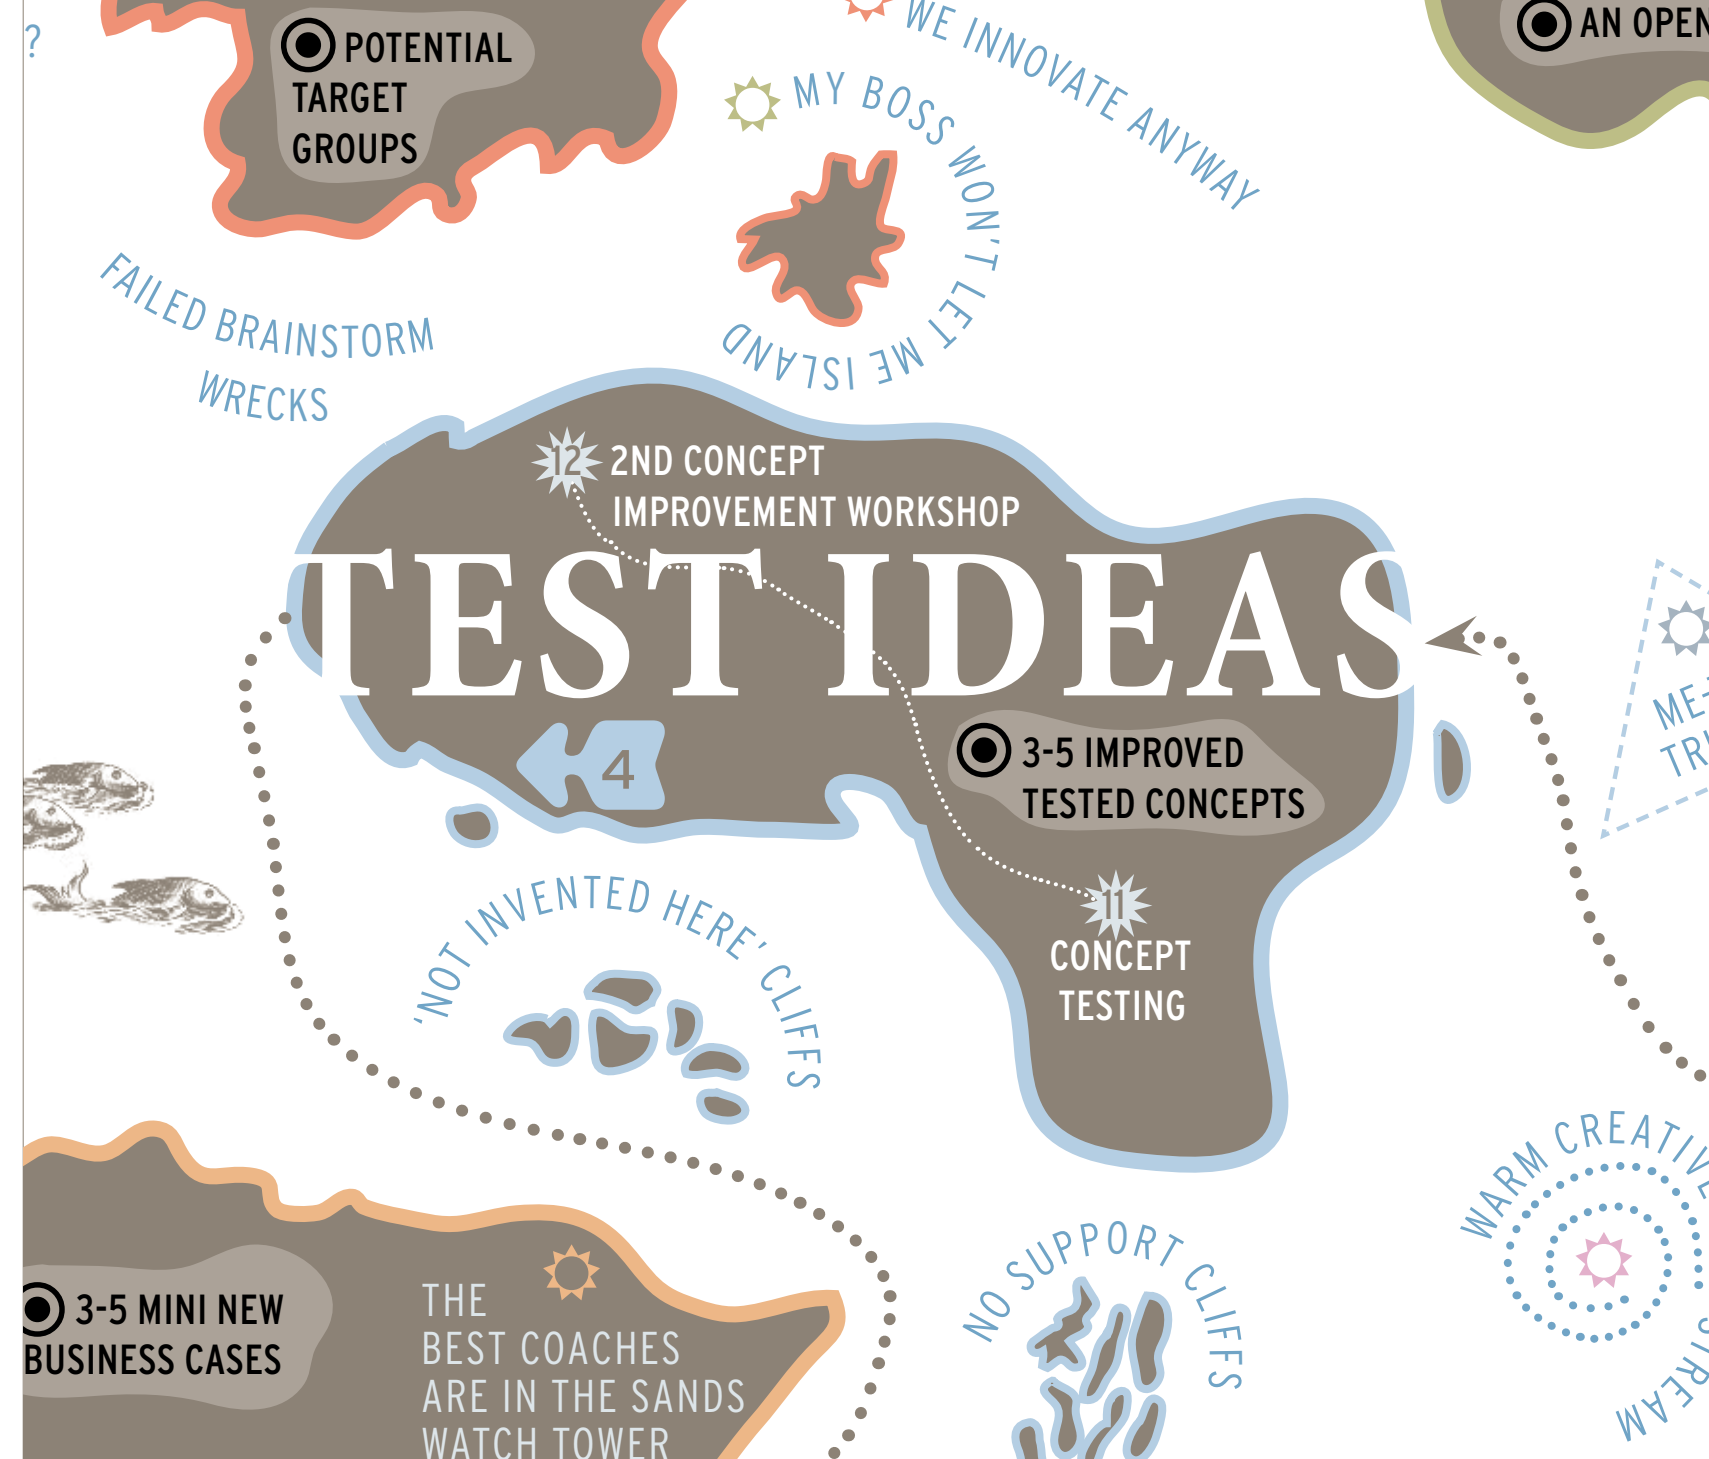 ?
POTENTIAL
TARGET
GROUPS
WE INNOVATE ANYWAY
AN OPEN
MY BOSS WON'T LET ME ISLAND
FAILED BRAINSTORM
WRECKS
12 2ND CONCEPT
IMPROVEMENT WORKSHOP
TEST IDEAS
4
3-5 IMPROVED
TESTED CONCEPTS
11
CONCEPT
TESTING
ME-
TRI
'NOT INVENTED HERE' CLIFFS
WARM CREATIVE
STREAM
NO SUPPORT CLIFFS
3-5 MINI NEW
BUSINESS CASES
THE
BEST COACHES
ARE IN THE SANDS
WATCH TOWER